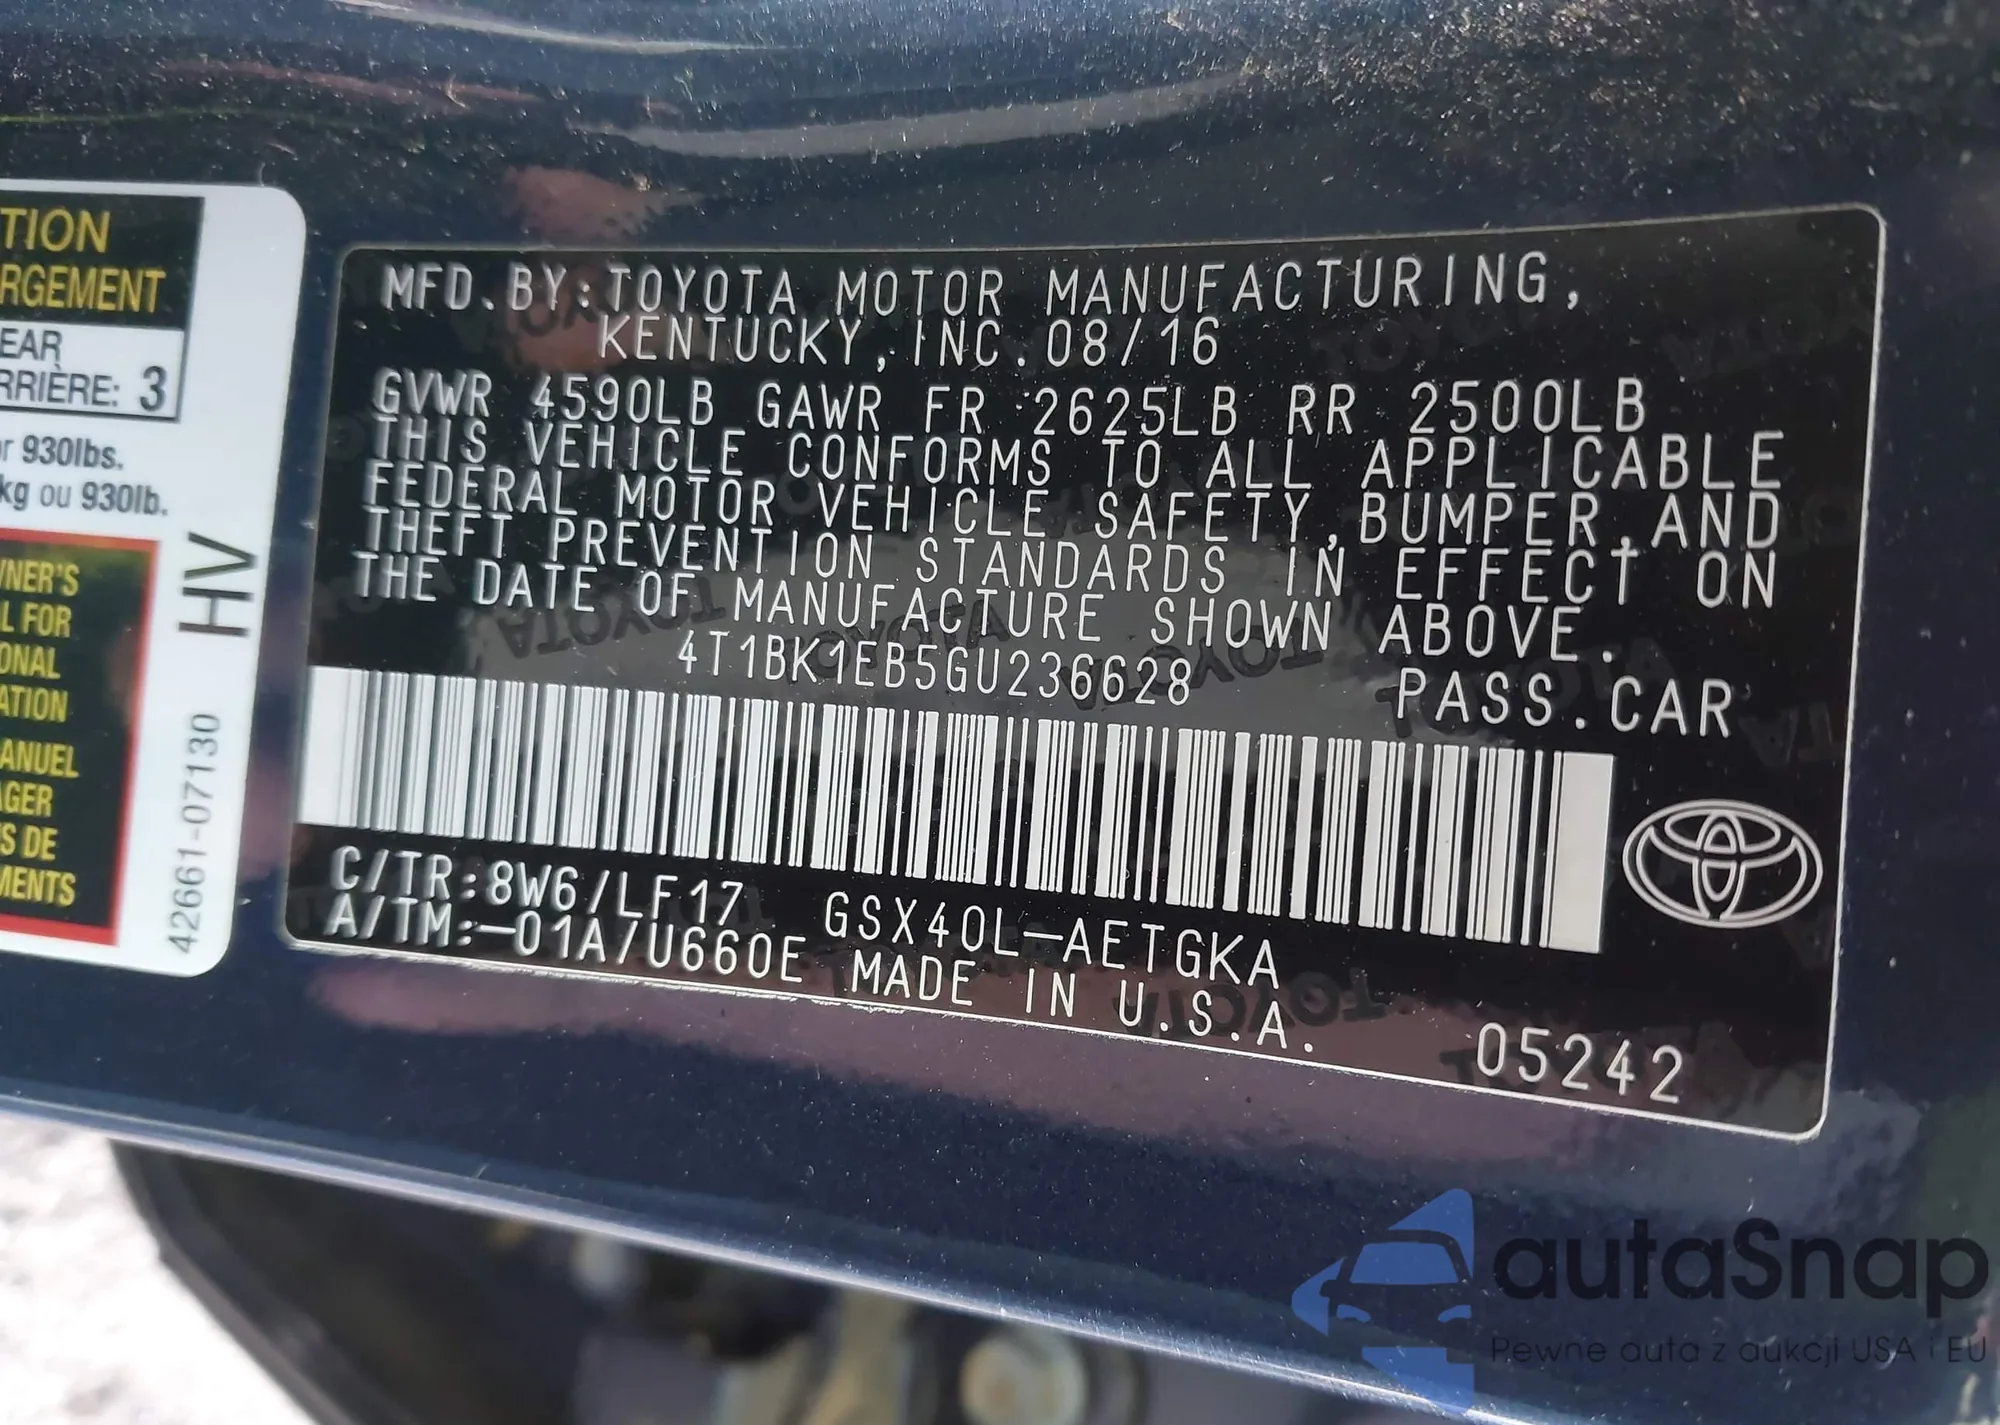 TION
RGEMENT
EAR
RRIÈRE: 3
r 930lbs.
kg ou 930lb.
WNER'S
L FOR
ONAL
ATION
ANUEL
AGER
S DE
MENTS
HV
42661-07130
MFD.BY:TOYOTA MOTOR MANUFACTURING,
KENTUCKY,INC.08/16
GVWR 4590LB GAWR FR 2625LB RR 2500LB
THIS VEHICLE CONFORMS TO ALL APPLICABLE
FEDERAL MOTOR VEHICLE SAFETY,BUMPER,AND
THEFT PREVENTION STANDARDS IN EFFECT ON
THE DATE OF MANUFACTURE SHOWN ABOVE.
4T1BK1EB5GU236628 PASS.CAR
C/TR:8W6/LF17 GSX40L-AETGKA
A/TM:-01A/U660E MADE IN U.S.A.
05242
autaSnap
Pewne auta z aukcji USA i EU